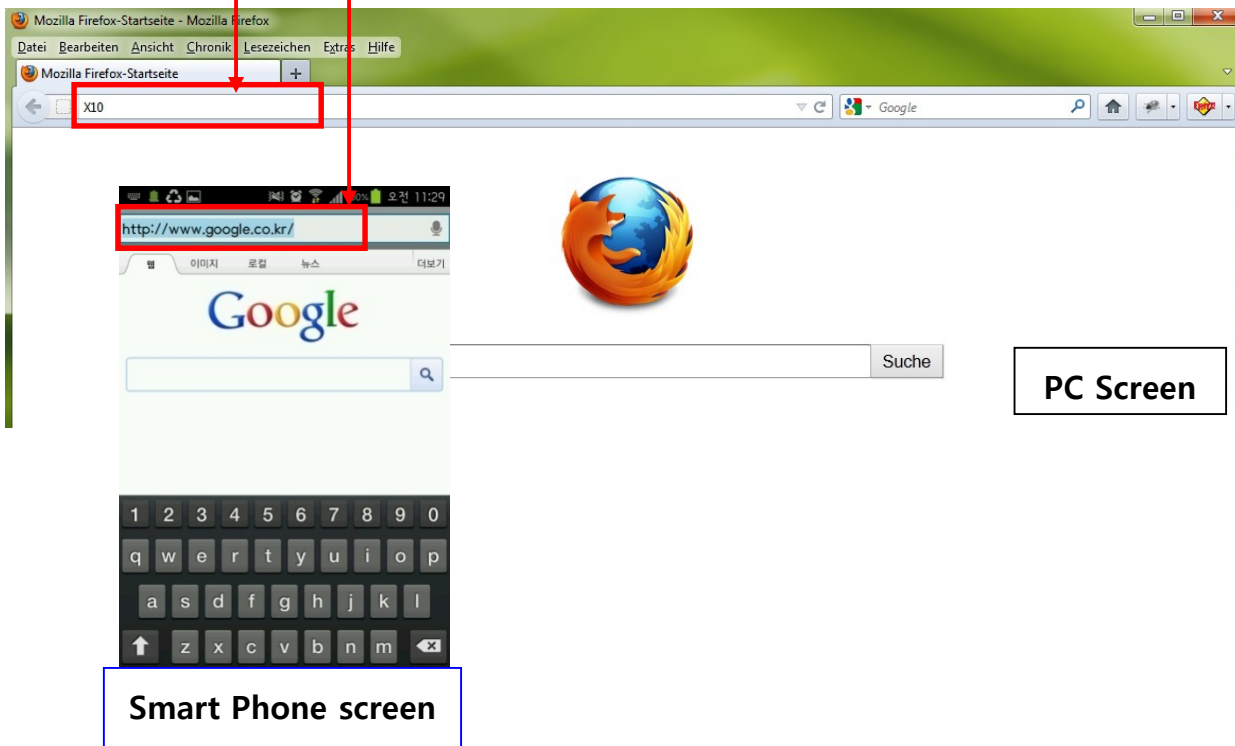 Mozilla Firefox-Startseite - Mozilla Firefox
Datei Bearbeiten Ansicht Chronik Lesezeichen Extras Hilfe
Mozilla Firefox-Startseite +
X10
Google
오전 11:29
http://www.google.co.kr/
웹 이미지 로컬 뉴스 더보기
Google
Suche
PC Screen
1 2 3 4 5 6 7 8 9 0
q w e r t y u i o p
a s d f g h j k l
z x c v b n m
Smart Phone screen